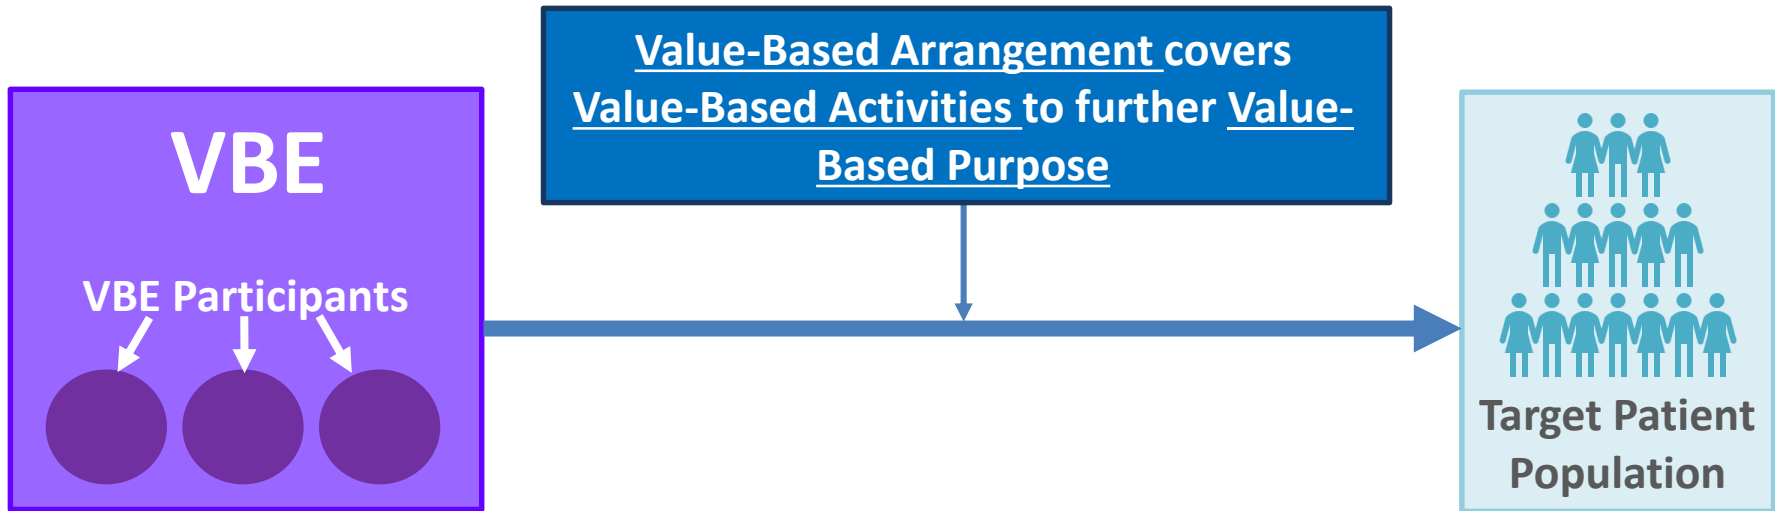 VBE
VBE Participants
Value-Based Arrangement covers
Value-Based Activities to further Value-
Based Purpose
Target Patient
Population